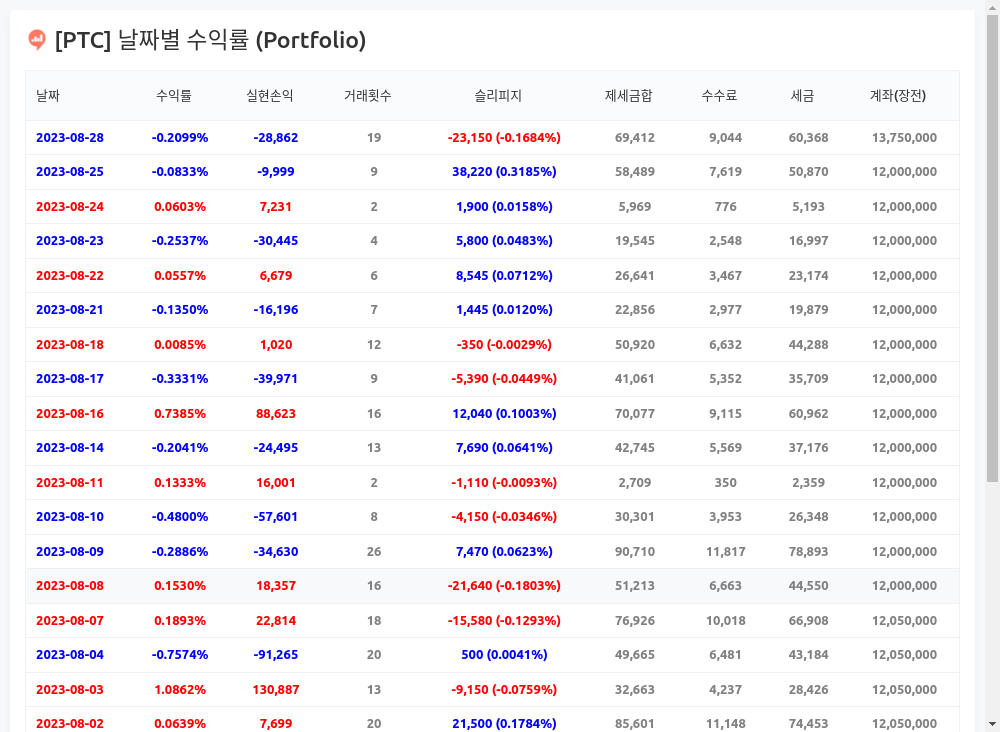 [PTC] 날짜별 수익률 (Portfolio)
날짜 수익률 실현손익 거래횟수 슬리피지 제세금합 수수료 세금 계좌(장전)
2023-08-28 -0.2099% -28,862 19 -23,150 (-0.1684%) 69,412 9,044 60,368 13,750,000
2023-08-25 -0.0833% -9,999 9 38,220 (0.3185%) 58,489 7,619 50,870 12,000,000
2023-08-24 0.0603% 7,231 2 1,900 (0.0158%) 5,969 776 5,193 12,000,000
2023-08-23 -0.2537% -30,445 4 5,800 (0.0483%) 19,545 2,548 16,997 12,000,000
2023-08-22 0.0557% 6,679 6 8,545 (0.0712%) 26,641 3,467 23,174 12,000,000
2023-08-21 -0.1350% -16,196 7 1,445 (0.0120%) 22,856 2,977 19,879 12,000,000
2023-08-18 0.0085% 1,020 12 -350 (-0.0029%) 50,920 6,632 44,288 12,000,000
2023-08-17 -0.3331% -39,971 9 -5,390 (-0.0449%) 41,061 5,352 35,709 12,000,000
2023-08-16 0.7385% 88,623 16 12,040 (0.1003%) 70,077 9,115 60,962 12,000,000
2023-08-14 -0.2041% -24,495 13 7,690 (0.0641%) 42,745 5,569 37,176 12,000,000
2023-08-11 0.1333% 16,001 2 -1,110 (-0.0093%) 2,709 350 2,359 12,000,000
2023-08-10 -0.4800% -57,601 8 -4,150 (-0.0346%) 30,301 3,953 26,348 12,000,000
2023-08-09 -0.2886% -34,630 26 7,470 (0.0623%) 90,710 11,817 78,893 12,000,000
2023-08-08 0.1530% 18,357 16 -21,640 (-0.1803%) 51,213 6,663 44,550 12,000,000
2023-08-07 0.1893% 22,814 18 -15,580 (-0.1293%) 76,926 10,018 66,908 12,050,000
2023-08-04 -0.7574% -91,265 20 500 (0.0041%) 49,665 6,481 43,184 12,050,000
2023-08-03 1.0862% 130,887 13 -9,150 (-0.0759%) 32,663 4,237 28,426 12,050,000
2023-08-02 0.0639% 7,699 20 21,500 (0.1784%) 85,601 11,148 74,453 12,050,000